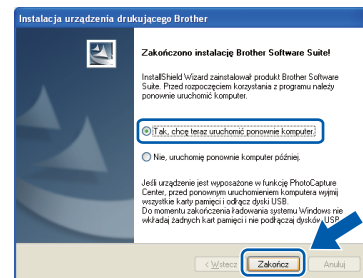 Instalacja urządzenia drukującego Brother
Zakończono instalację Brother Software Suite!
InstallShield Wizard zainstalował produkt Brother Software
Suite. Przed rozpoczęciem korzystania z programu należy
ponownie uruchomić komputer.
Tak, chcę teraz uruchomić ponownie komputer.
Nie, uruchomię ponownie komputer później.
Jeśli urządzenie jest wyposażone w funkcję PhotoCapture
Center, przed ponownym uruchomieniem komputera wyjmij
wszystkie karty pamięci i odłącz dyski USB.
Do momentu zakończenia ładowania systemu Windows nie
wkładaj żadnych kart pamięci i nie podłączaj dysków USB.
< Wstecz Zakończ Anuluj